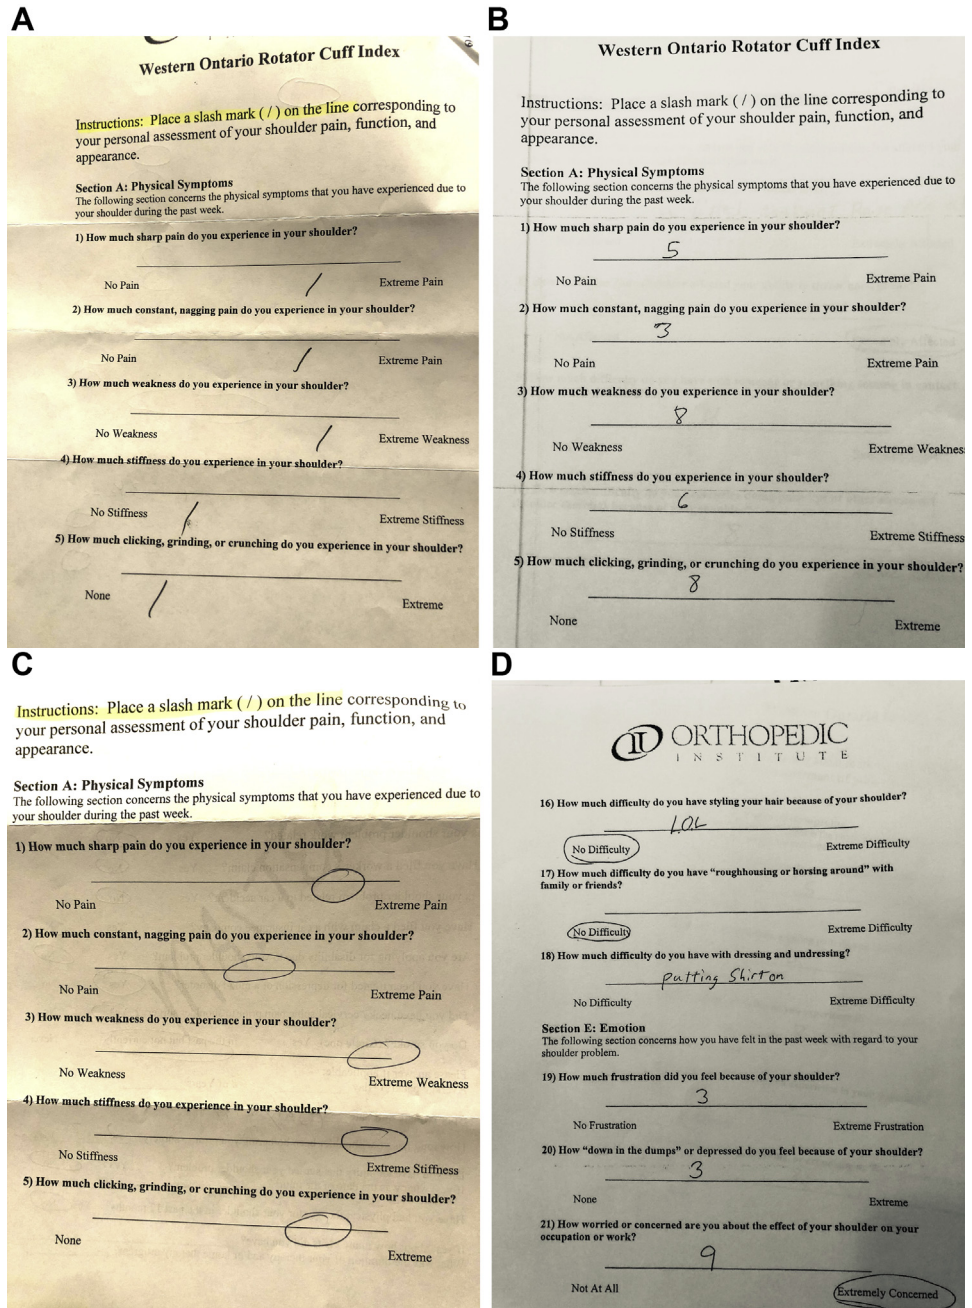 A
Western Ontario Rotator Cuff Index
Instructions: Place a slash mark ( / ) on the line corresponding to
your personal assessment of your shoulder pain, function, and
appearance.
Section A: Physical Symptoms
The following section concerns the physical symptoms that you have experienced due to
your shoulder during the past week.
1) How much sharp pain do you experience in your shoulder?
No Pain / Extreme Pain
2) How much constant, nagging pain do you experience in your shoulder?
No Pain / Extreme Pain
3) How much weakness do you experience in your shoulder?
No Weakness / Extreme Weakness
4) How much stiffness do you experience in your shoulder?
No Stiffness / Extreme Stiffness
5) How much clicking, grinding, or crunching do you experience in your shoulder?
None / Extreme
B
Western Ontario Rotator Cuff Index
Instructions: Place a slash mark ( / ) on the line corresponding to
your personal assessment of your shoulder pain, function, and
appearance.
Section A: Physical Symptoms
The following section concerns the physical symptoms that you have experienced due to
your shoulder during the past week.
1) How much sharp pain do you experience in your shoulder?
5
No Pain Extreme Pain
2) How much constant, nagging pain do you experience in your shoulder?
3
No Pain Extreme Pain
3) How much weakness do you experience in your shoulder?
8
No Weakness Extreme Weaknes
4) How much stiffness do you experience in your shoulder?
6
No Stiffness Extreme Stiffness
5) How much clicking, grinding, or crunching do you experience in your shoulder?
8
None Extreme
C
Instructions: Place a slash mark ( / ) on the line corresponding to
your personal assessment of your shoulder pain, function, and
appearance.
Section A: Physical Symptoms
The following section concerns the physical symptoms that you have experienced due to
your shoulder during the past week.
1) How much sharp pain do you experience in your shoulder?
No Pain Extreme Pain
2) How much constant, nagging pain do you experience in your shoulder?
No Pain Extreme Pain
3) How much weakness do you experience in your shoulder?
No Weakness Extreme Weakness
4) How much stiffness do you experience in your shoulder?
No Stiffness Extreme Stiffness
5) How much clicking, grinding, or crunching do you experience in your shoulder?
None Extreme
D
OI ORTHOPEDIC
INSTITUTE
16) How much difficulty do you have styling your hair because of your shoulder?
LOL
No Difficulty Extreme Difficulty
17) How much difficulty do you have "roughhousing or horsing around" with
family or friends?
No Difficulty Extreme Difficulty
18) How much difficulty do you have with dressing and undressing?
putting Shirt on
No Difficulty Extreme Difficulty
Section E: Emotion
The following section concerns how you have felt in the past week with regard to your
shoulder problem.
19) How much frustration did you feel because of your shoulder?
3
No Frustration Extreme Frustration
20) How "down in the dumps" or depressed do you feel because of your shoulder?
3
None Extreme
21) How worried or concerned are you about the effect of your shoulder on your
occupation or work?
9
Not At All Extremely Concerned